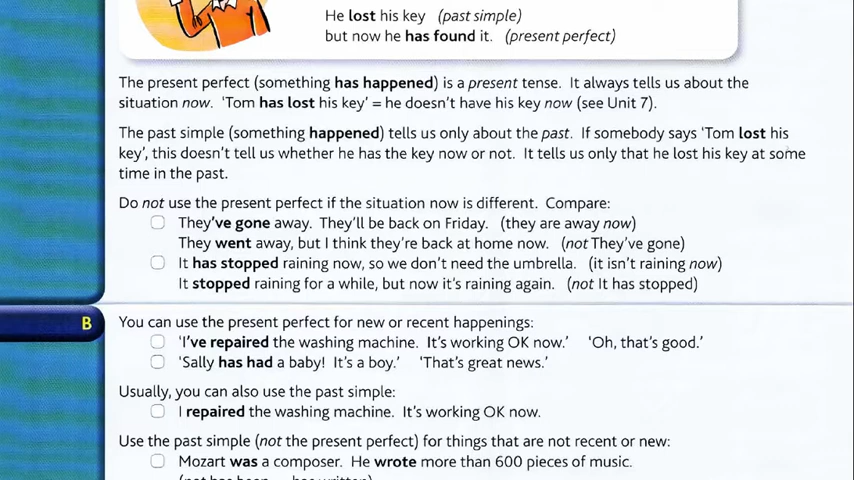 He lost his key (past simple)
but now he has found it. (present perfect)
The present perfect (something has happened) is a present tense. It always tells us about the
situation now. 'Tom has lost his key' = he doesn't have his key now (see Unit 7).
The past simple (something happened) tells us only about the past. If somebody says 'Tom lost his
key', this doesn't tell us whether he has the key now or not. It tells us only that he lost his key at some
time in the past.
Do not use the present perfect if the situation now is different. Compare:
They've gone away. They'll be back on Friday. (they are away now)
They went away, but I think they're back at home now. (not They've gone)
It has stopped raining now, so we don't need the umbrella. (it isn't raining now)
It stopped raining for a while, but now it's raining again. (not It has stopped)
B
You can use the present perfect for new or recent happenings:
'I've repaired the washing machine. It's working OK now.' 'Oh, that's good.'
'Sally has had a baby! It's a boy.' 'That's great news.'
Usually, you can also use the past simple:
I repaired the washing machine. It's working OK now.
Use the past simple (not the present perfect) for things that are not recent or new:
Mozart was a composer. He wrote more than 600 pieces of music.